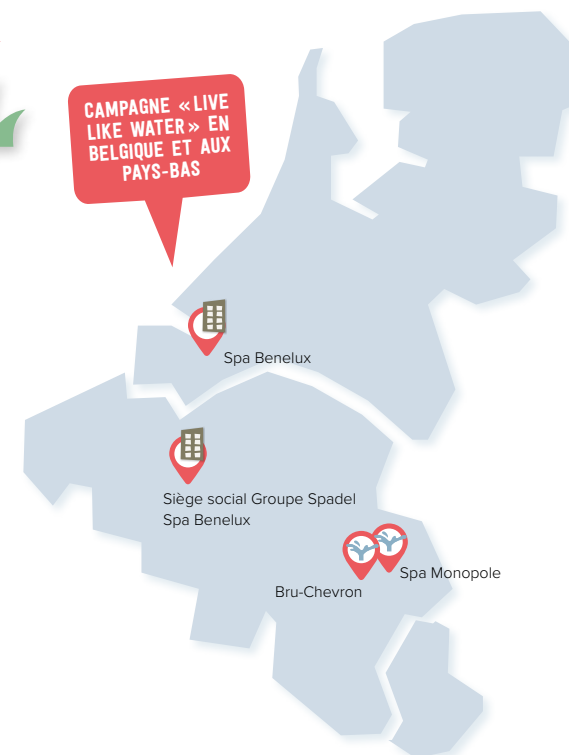 CAMPAGNE «LIVE
LIKE WATER» EN
BELGIQUE ET AUX
PAYS-BAS
Spa Benelux
Siège social Groupe Spadel
Spa Benelux
Spa Monopole
Bru-Chevron